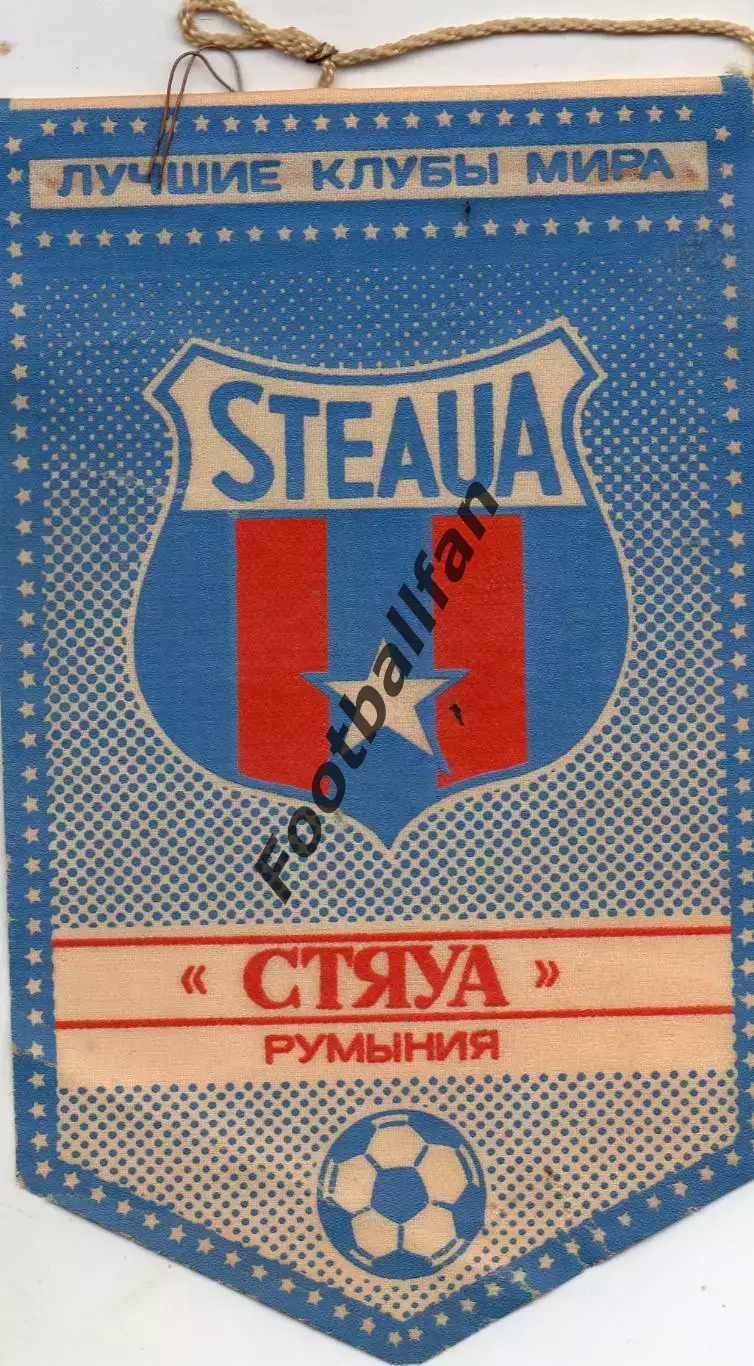 ЛУЧШИЕ КЛУБЫ МИРА
STEAUA
Footballfan
« СТЯУА »
РУМЫНИЯ